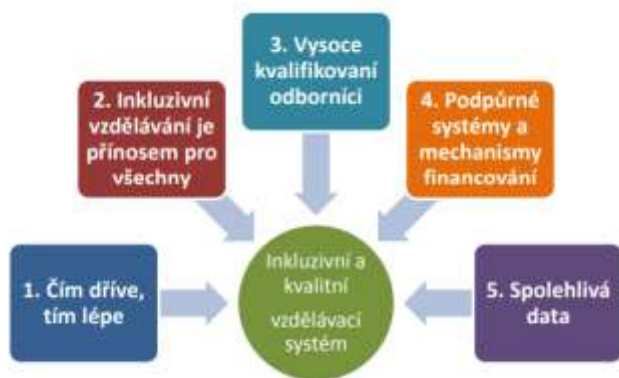 3. Vysoce
kvalifikovaní
odborníci
2. Inkluzivní
vzdělávání je
přínosem pro
všechny
4. Podpůrné
systémy a
mechanismy
financování
1. Čím dříve,
tím lépe
Inkluzivní a
kvalitní
vzdělávací
systém
5. Spolehlivá
data